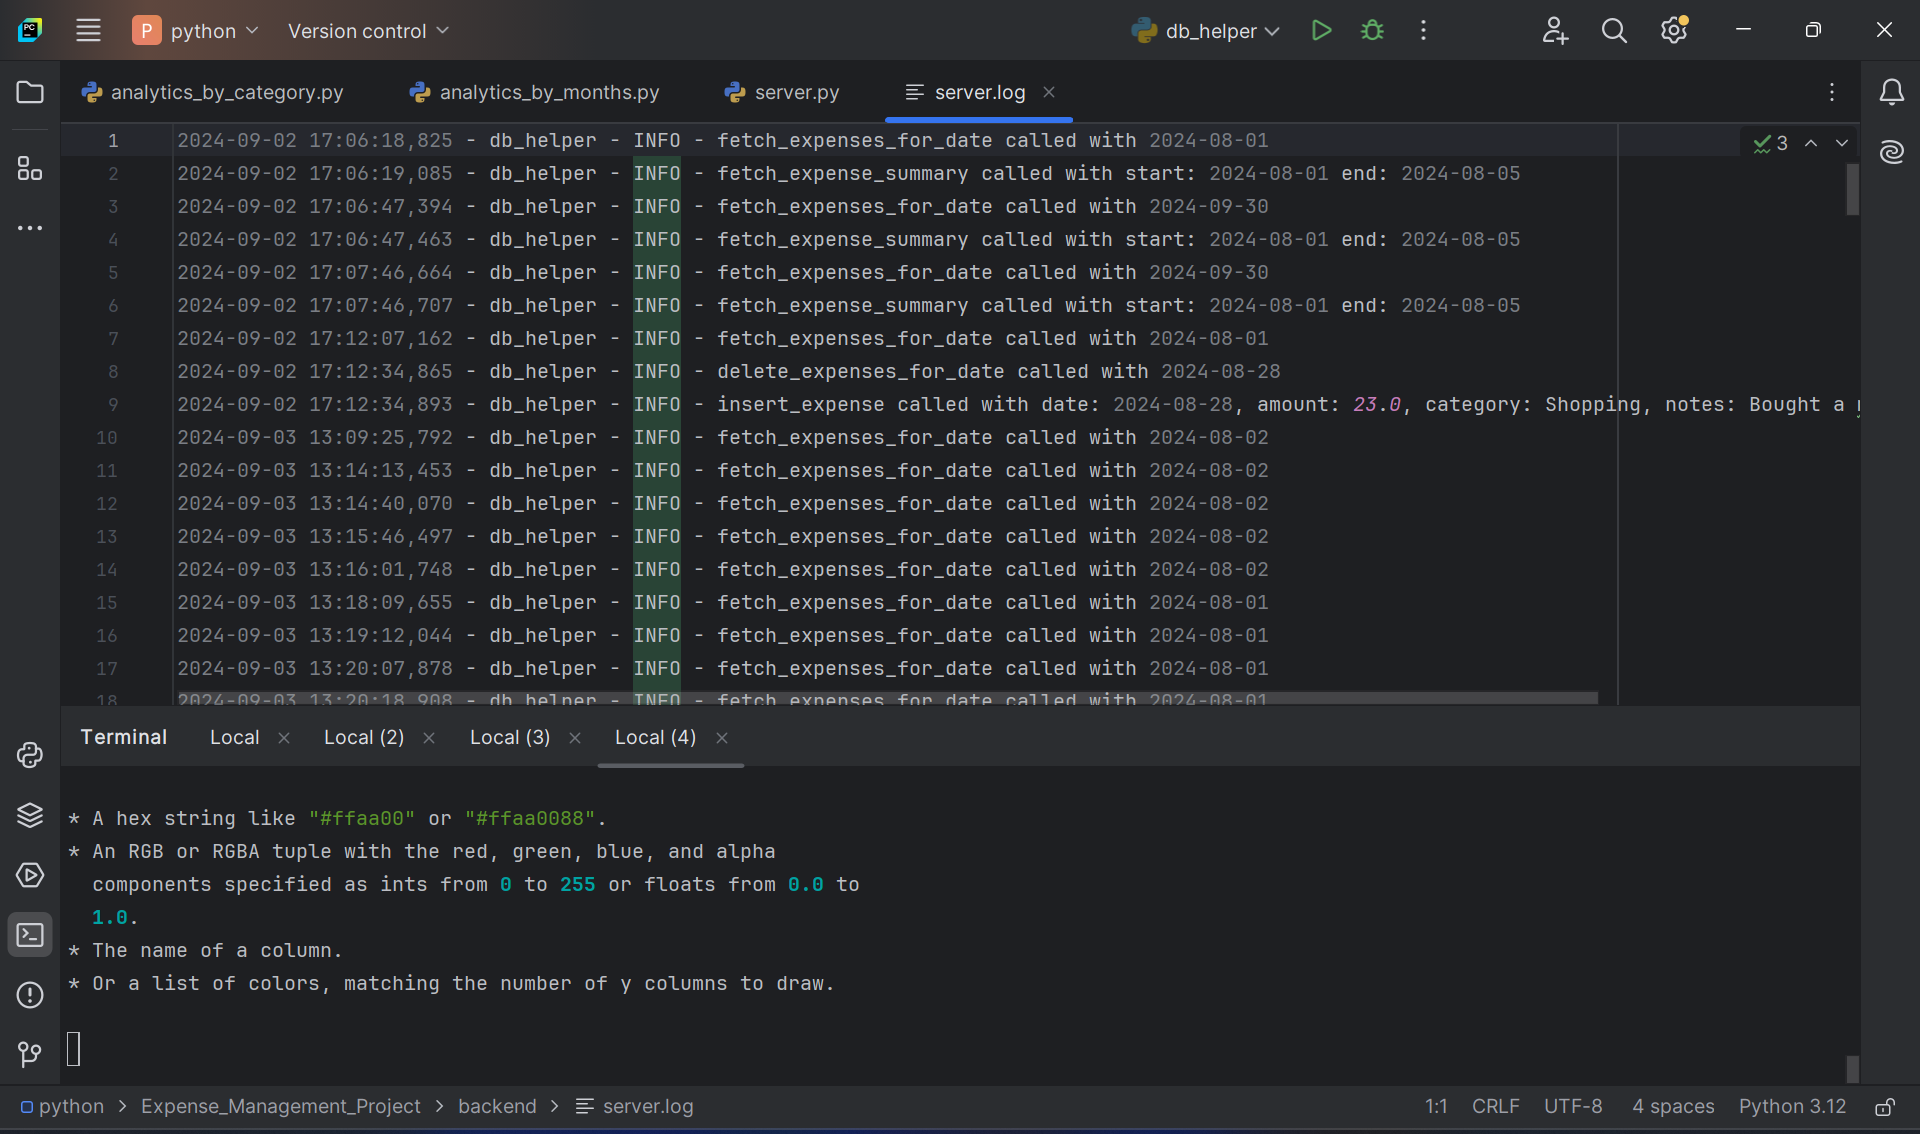 PC
P python Version control db_helper
analytics_by_category.py analytics_by_months.py server.py server.log
1 2024-09-02 17:06:18,825 - db_helper - INFO - fetch_expenses_for_date called with 2024-08-01 3
2 2024-09-02 17:06:19,085 - db_helper - INFO - fetch_expense_summary called with start: 2024-08-01 end: 2024-08-05
3 2024-09-02 17:06:47,394 - db_helper - INFO - fetch_expenses_for_date called with 2024-09-30
4 2024-09-02 17:06:47,463 - db_helper - INFO - fetch_expense_summary called with start: 2024-08-01 end: 2024-08-05
5 2024-09-02 17:07:46,664 - db_helper - INFO - fetch_expenses_for_date called with 2024-09-30
6 2024-09-02 17:07:46,707 - db_helper - INFO - fetch_expense_summary called with start: 2024-08-01 end: 2024-08-05
7 2024-09-02 17:12:07,162 - db_helper - INFO - fetch_expenses_for_date called with 2024-08-01
8 2024-09-02 17:12:34,865 - db_helper - INFO - delete_expenses_for_date called with 2024-08-28
9 2024-09-02 17:12:34,893 - db_helper - INFO - insert_expense called with date: 2024-08-28, amount: 23.0, category: Shopping, notes: Bought a
10 2024-09-03 13:09:25,792 - db_helper - INFO - fetch_expenses_for_date called with 2024-08-02
11 2024-09-03 13:14:13,453 - db_helper - INFO - fetch_expenses_for_date called with 2024-08-02
12 2024-09-03 13:14:40,070 - db_helper - INFO - fetch_expenses_for_date called with 2024-08-02
13 2024-09-03 13:15:46,497 - db_helper - INFO - fetch_expenses_for_date called with 2024-08-02
14 2024-09-03 13:16:01,748 - db_helper - INFO - fetch_expenses_for_date called with 2024-08-02
15 2024-09-03 13:18:09,655 - db_helper - INFO - fetch_expenses_for_date called with 2024-08-01
16 2024-09-03 13:19:12,044 - db_helper - INFO - fetch_expenses_for_date called with 2024-08-01
17 2024-09-03 13:20:07,878 - db_helper - INFO - fetch_expenses_for_date called with 2024-08-01
18 2024-09-03 13:20:18,908 - db_helper - INFO - fetch_expenses_for_date called with 2024-08-01
Terminal Local Local (2) Local (3) Local (4)
* A hex string like "#ffaa00" or "#ffaa0088".
* An RGB or RGBA tuple with the red, green, blue, and alpha
components specified as ints from 0 to 255 or floats from 0.0 to
1.0.
* The name of a column.
* Or a list of colors, matching the number of y columns to draw.
python > Expense_Management_Project > backend > server.log 1:1 CRLF UTF-8 4 spaces Python 3.12